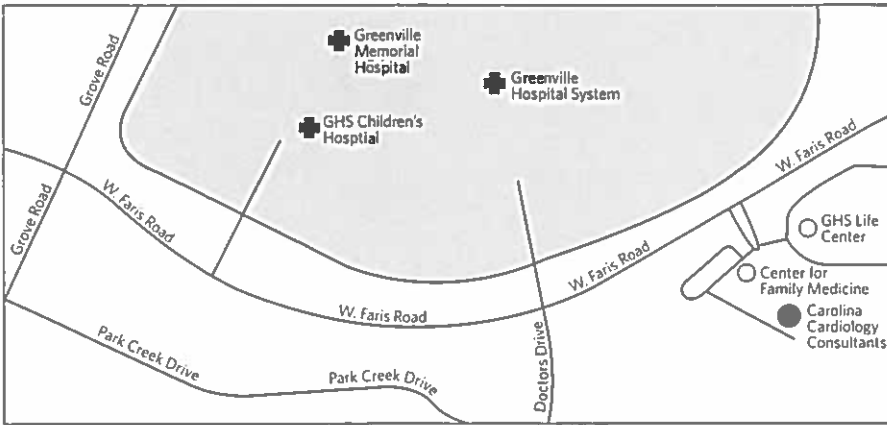 Grove Road
Greenville
Memorial
Hospital
Greenville
Hospital System
GHS Children's
Hosptial
W. Faris Road
W. Faris Road
Grove Road
GHS Life
Center
W. Faris Road
Center for
Family Medicine
W. Faris Road
Carolina
Cardiology
Consultants
Park Creek Drive
Park Creek Drive
Doctors Drive